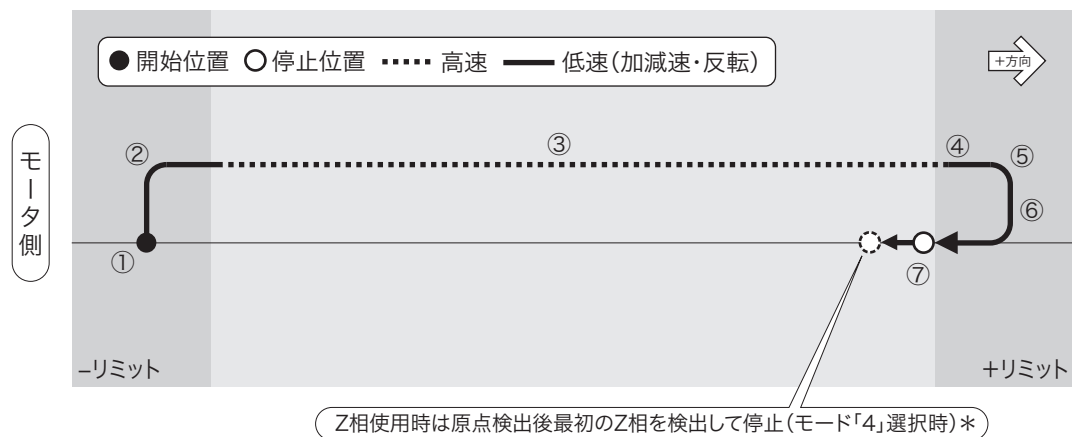 ●開始位置 ○停止位置 ‥‥‥高速 ━━低速(加減速・反転)
+方向
モータ側
①
②
③
④
⑤
⑥
⑦
−リミット
+リミット
Z相使用時は原点検出後最初のZ相を検出して停止(モード「4」選択時)*